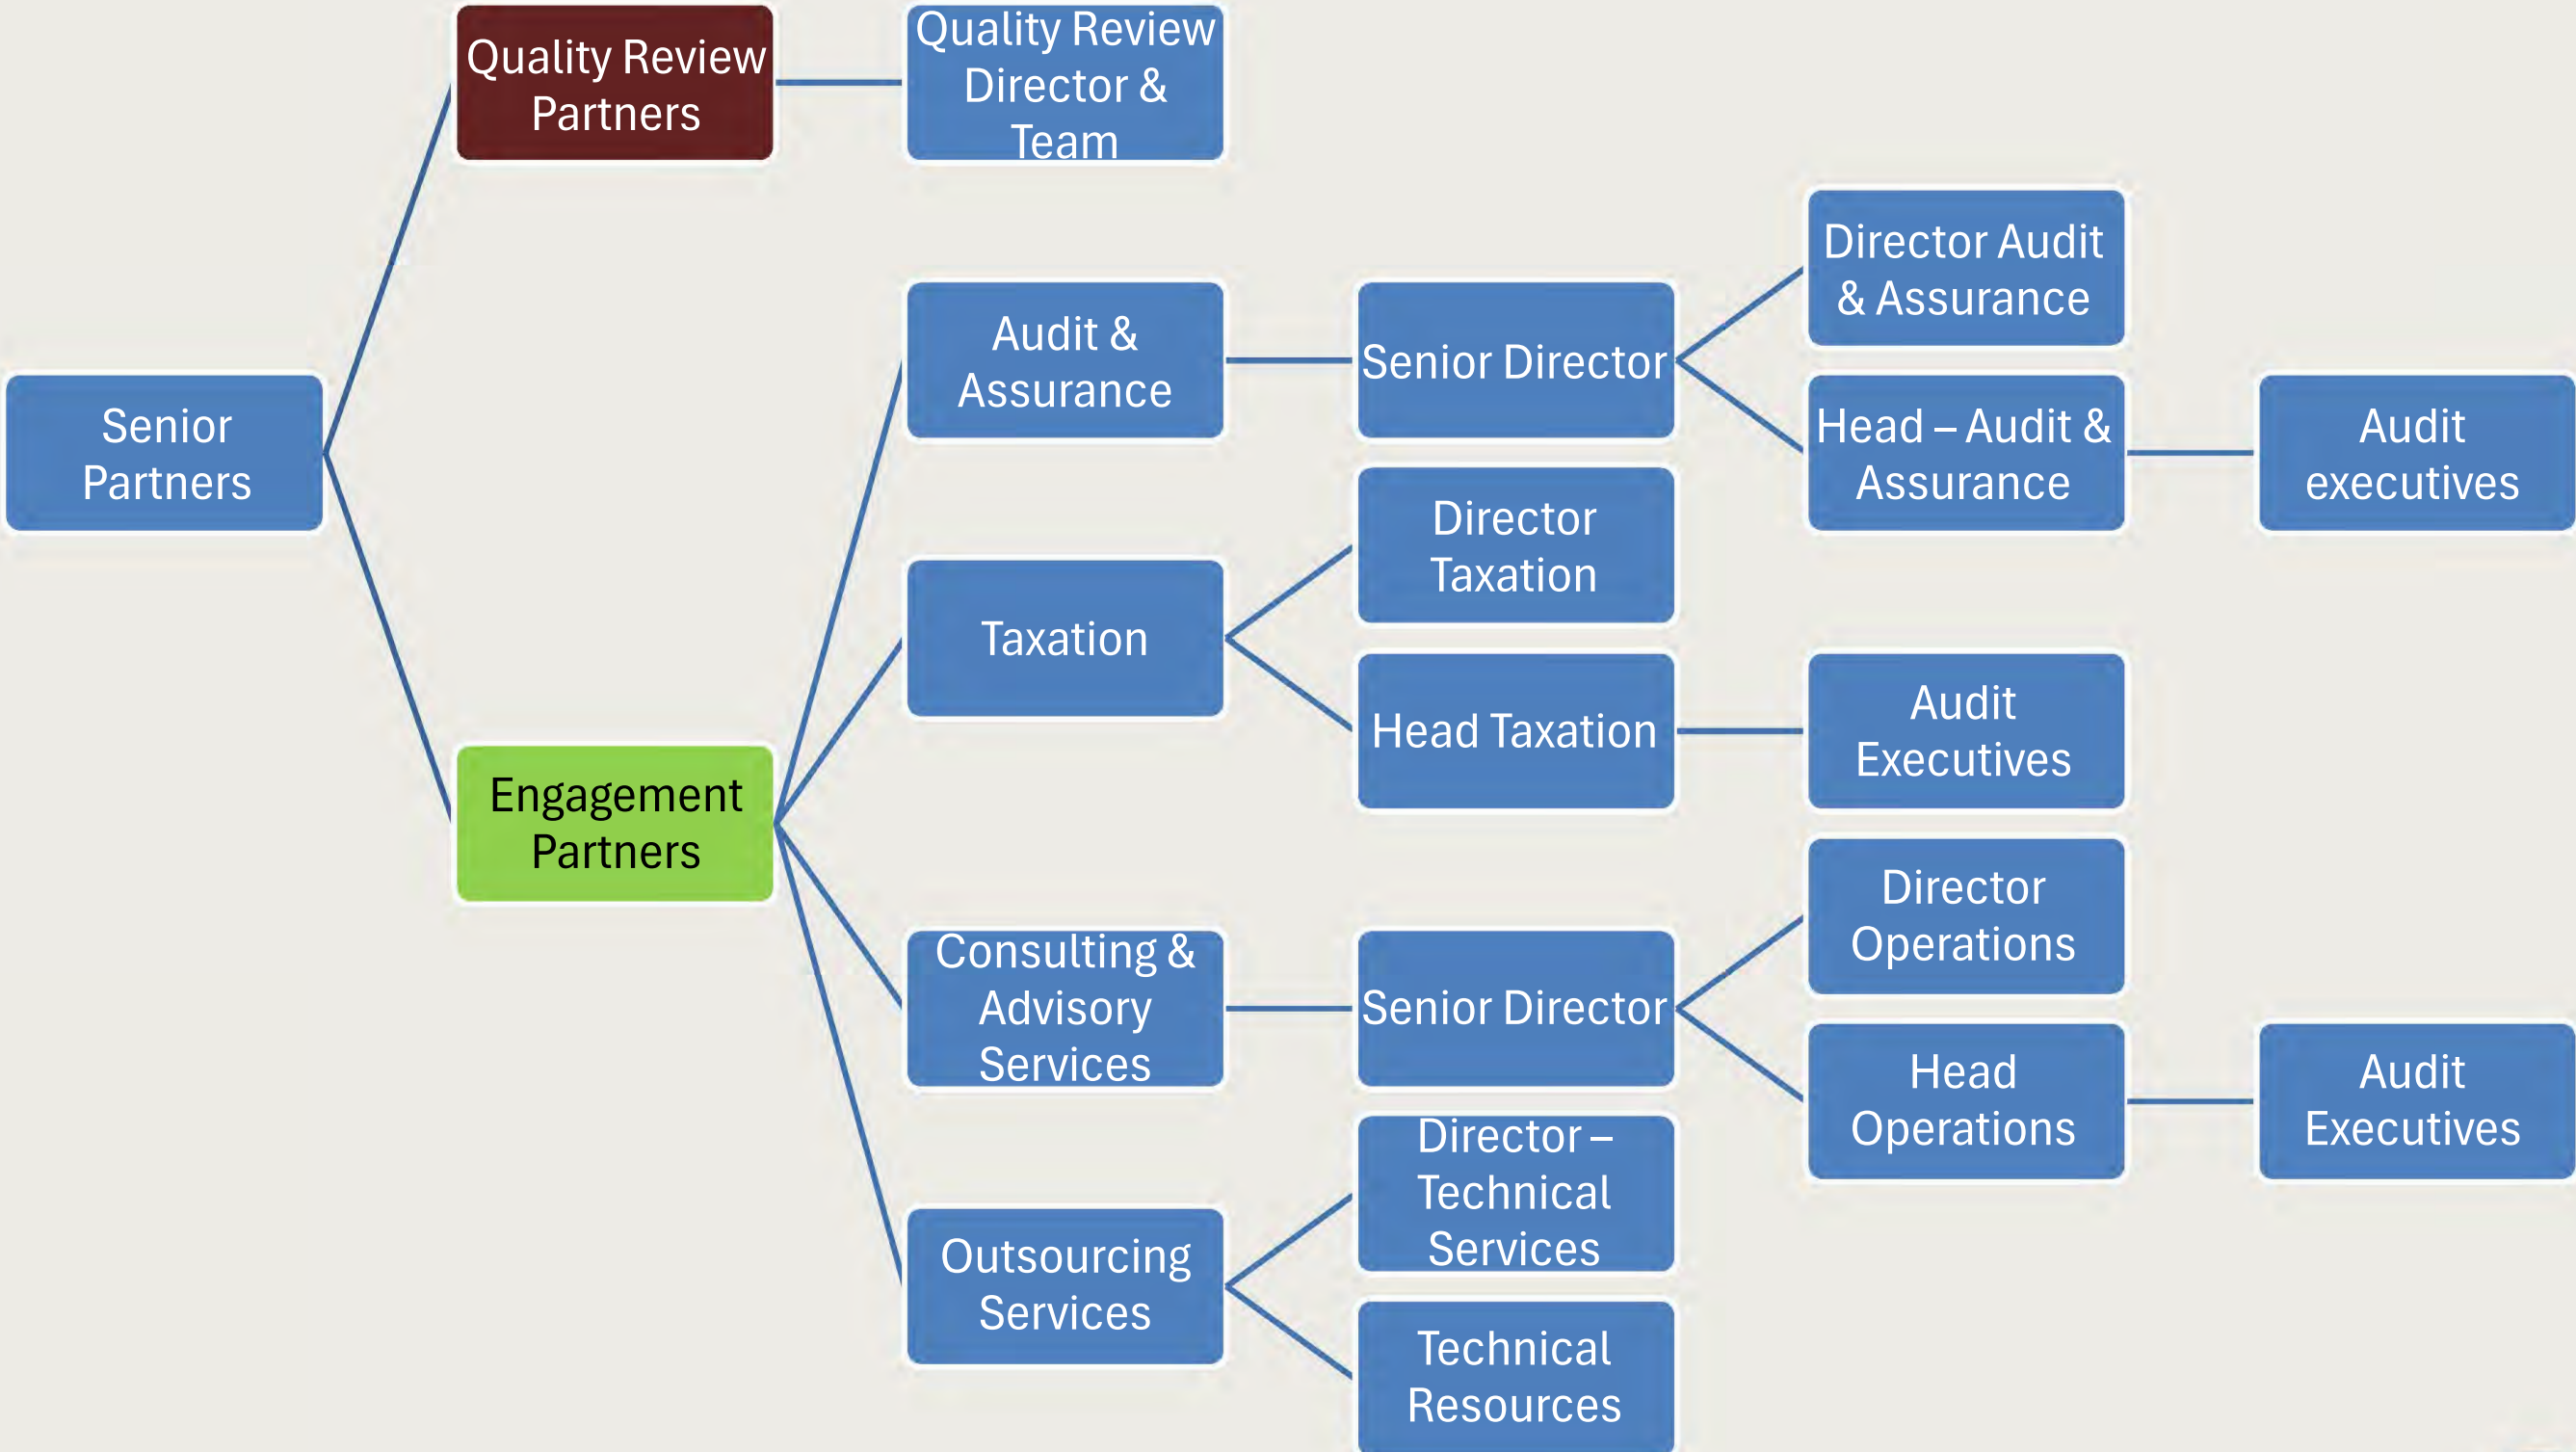 Quality Review
Partners
Quality Review
Director &
Team
Senior
Partners
Engagement
Partners
Audit &
Assurance
Senior Director
Director Audit
& Assurance
Head – Audit &
Assurance
Audit
executives
Taxation
Director
Taxation
Head Taxation
Audit
Executives
Consulting &
Advisory
Services
Senior Director
Director
Operations
Head
Operations
Audit
Executives
Outsourcing
Services
Director –
Technical
Services
Technical
Resources